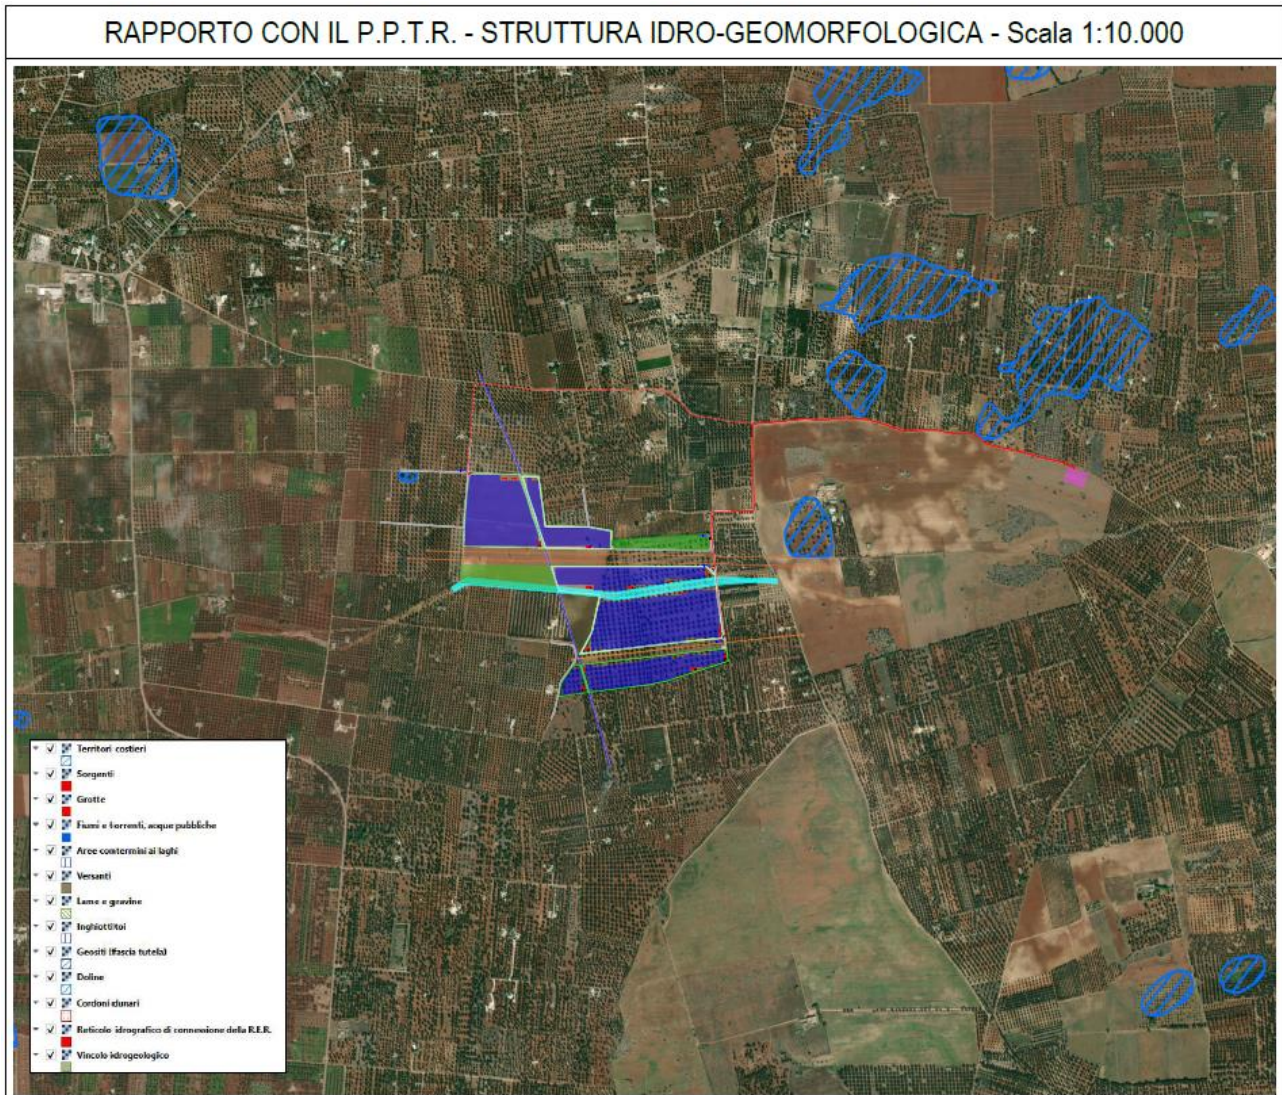 RAPPORTO CON IL P.P.T.R. - STRUTTURA IDRO-GEOMORFOLOGICA - Scala 1:10.000
Territori costieri
Sorgenti
Grotte
Fiumi e torrenti, acque pubbliche
Aree contermini ai laghi
Versanti
Lame e gravine
Inghiottitoi
Geositi (fascia tutela)
Doline
Cordoni dunari
Reticolo idrografico di connessione della R.E.R.
Vincolo idrogeologico